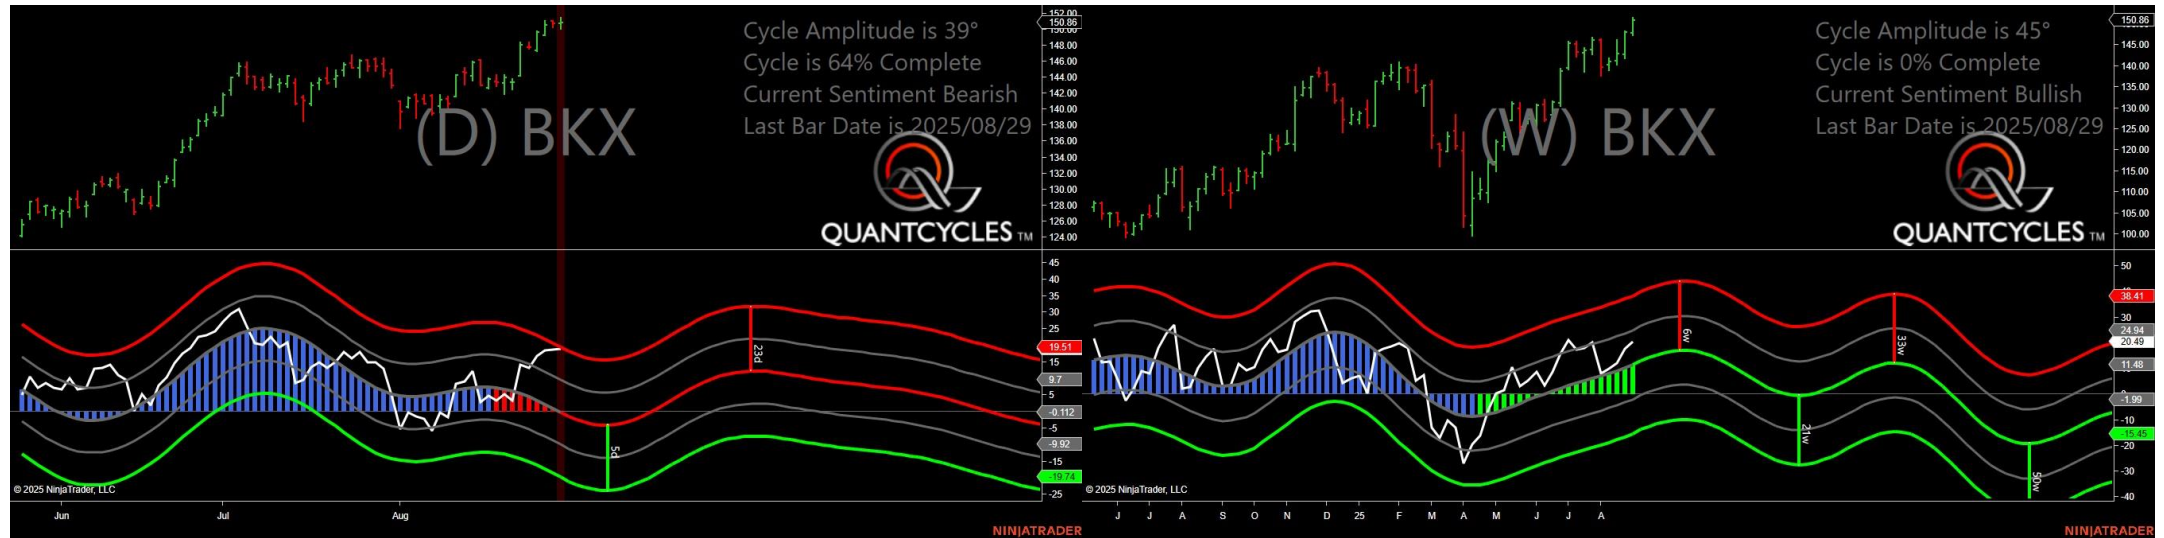 Cycle Amplitude is 39°
Cycle is 64% Complete
Current Sentiment Bearish
Last Bar Date is 2025/08/29
(D) BKX
QUANTCYCLES TM
152.00
150.86
150.00
148.00
146.00
144.00
142.00
140.00
138.00
136.00
134.00
132.00
130.00
128.00
126.00
124.00
45
40
35
30
25
19.51
15
9.7
5
-0.112
-5
-9.92
-15
-19.74
-25
23d
5d
© 2025 NinjaTrader, LLC
Jun Jul Aug
NINJATRADER
Cycle Amplitude is 45°
Cycle is 0% Complete
Current Sentiment Bullish
Last Bar Date is 2025/08/29
(W) BKX
QUANTCYCLES TM
150.86
145.00
140.00
135.00
130.00
125.00
120.00
115.00
110.00
105.00
100.00
50
38.41
30
24.94
20.49
11.48
-1.99
-10
-15.45
-20
-30
-40
6w
33w
21w
50w
© 2025 NinjaTrader, LLC
J J A S O N D 25 F M A M J J A
NINJATRADER